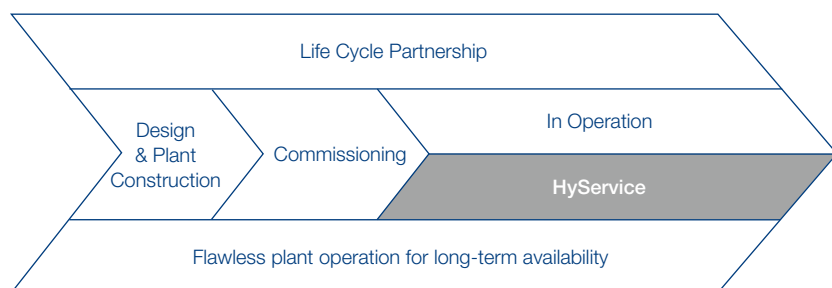 Life Cycle Partnership
Design
& Plant
Construction
Commissioning
In Operation
HyService
Flawless plant operation for long-term availability